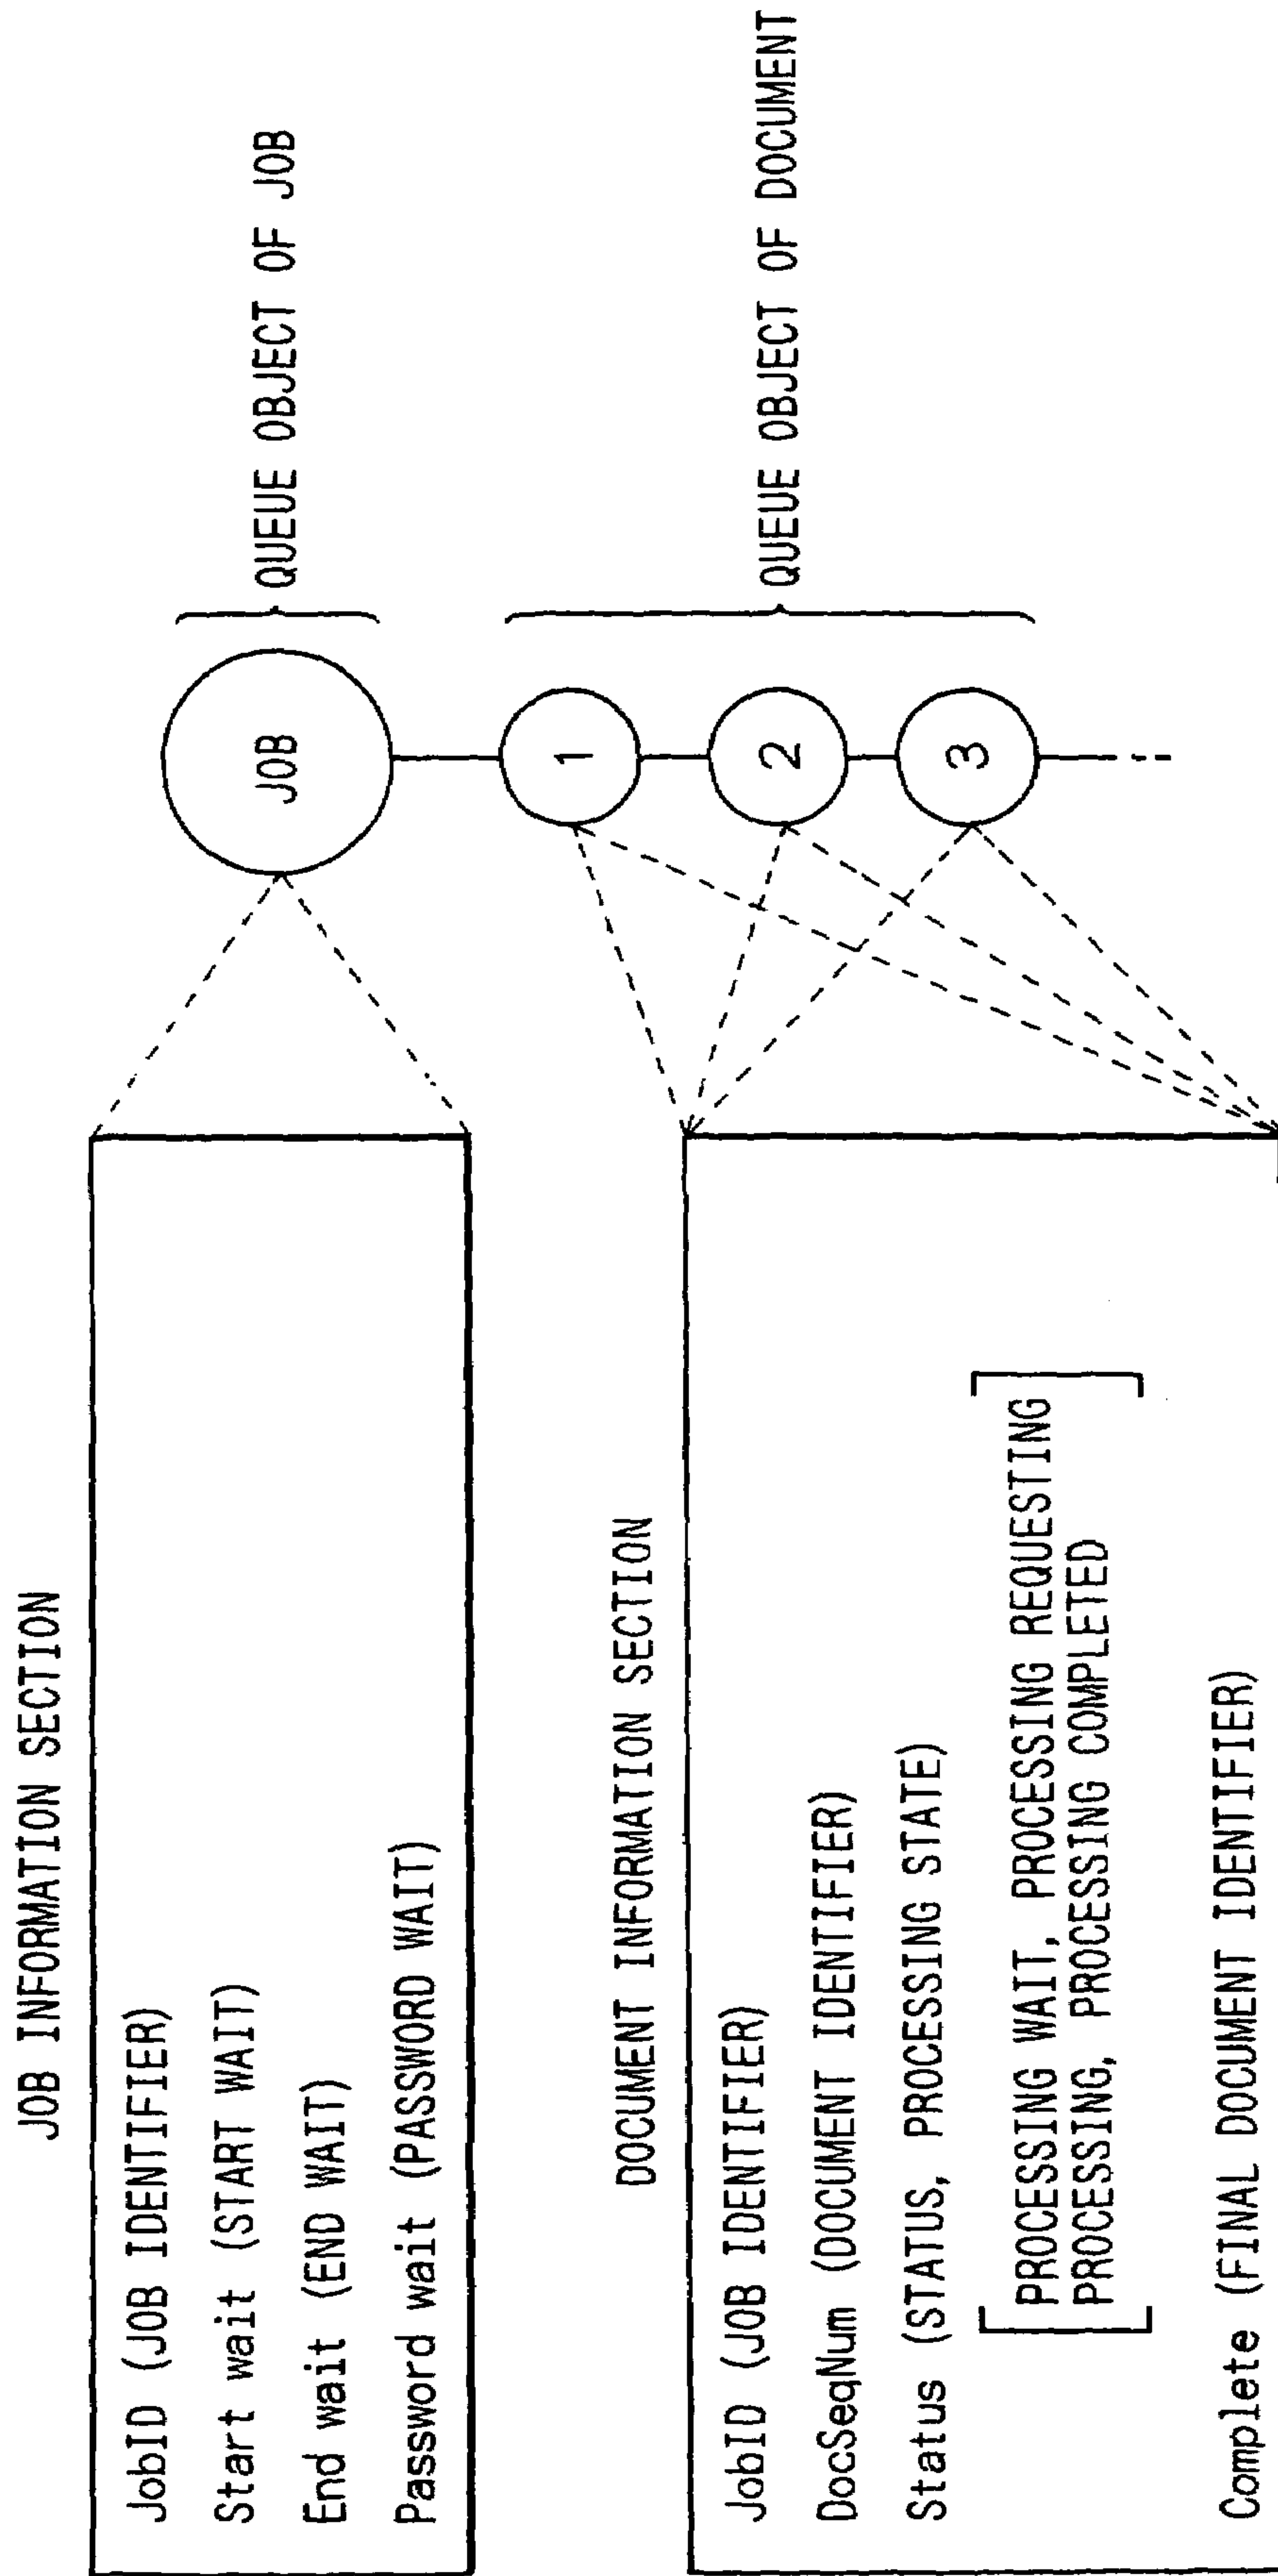 JOB INFORMATION SECTION
JobID (JOB IDENTIFIER)
Start wait (START WAIT)
End wait (END WAIT)
Password wait (PASSWORD WAIT)
JOB
QUEUE OBJECT OF JOB
DOCUMENT INFORMATION SECTION
JobID (JOB IDENTIFIER)
DocSeqNum (DOCUMENT IDENTIFIER)
Status (STATUS, PROCESSING STATE)
PROCESSING WAIT, PROCESSING REQUESTING
PROCESSING, PROCESSING COMPLETED
Complete (FINAL DOCUMENT IDENTIFIER)
1
2
3
QUEUE OBJECT OF DOCUMENT